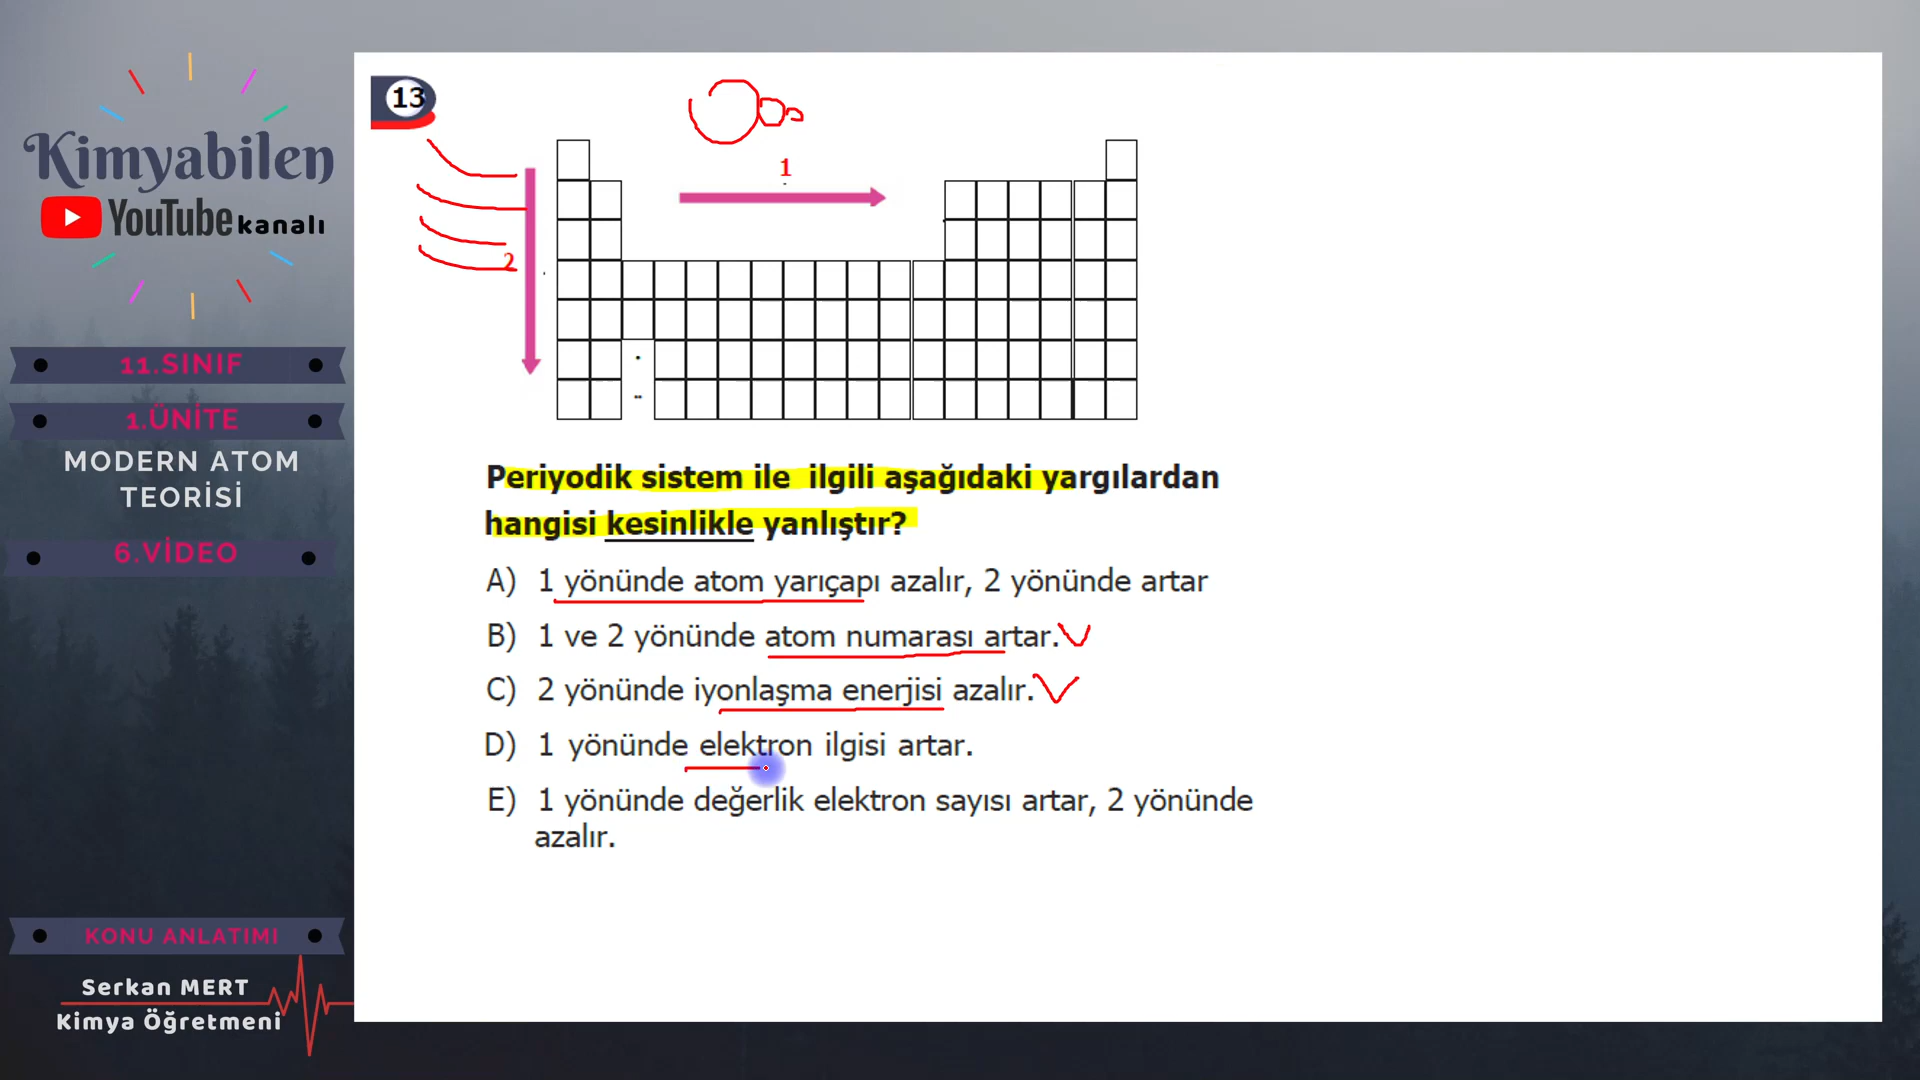 Kimyabilen
YouTube kanalı
11.SINIF
1.ÜNİTE
MODERN ATOM
TEORİSİ
6.VİDEO
KONU ANLATIMI
Serkan MERT
Kimya Öğretmeni
13
1
2
Periyodik sistem ile ilgili aşağıdaki yargılardan
hangisi kesinlikle yanlıştır?
A) 1 yönünde atom yarıçapı azalır, 2 yönünde artar
B) 1 ve 2 yönünde atom numarası artar.
C) 2 yönünde iyonlaşma enerjisi azalır.
D) 1 yönünde elektron ilgisi artar.
E) 1 yönünde değerlik elektron sayısı artar, 2 yönünde
azalır.